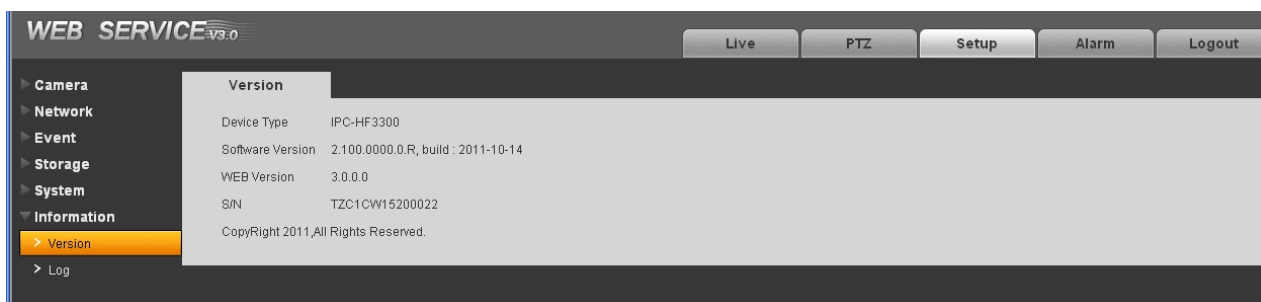 WEB SERVICE V3.0
Live PTZ Setup Alarm Logout
Camera
Network
Event
Storage
System
Information
> Version
> Log
Version
Device Type IPC-HF3300
Software Version 2.100.0000.0.R, build : 2011-10-14
WEB Version 3.0.0.0
S/N TZC1CW15200022
CopyRight 2011,All Rights Reserved.